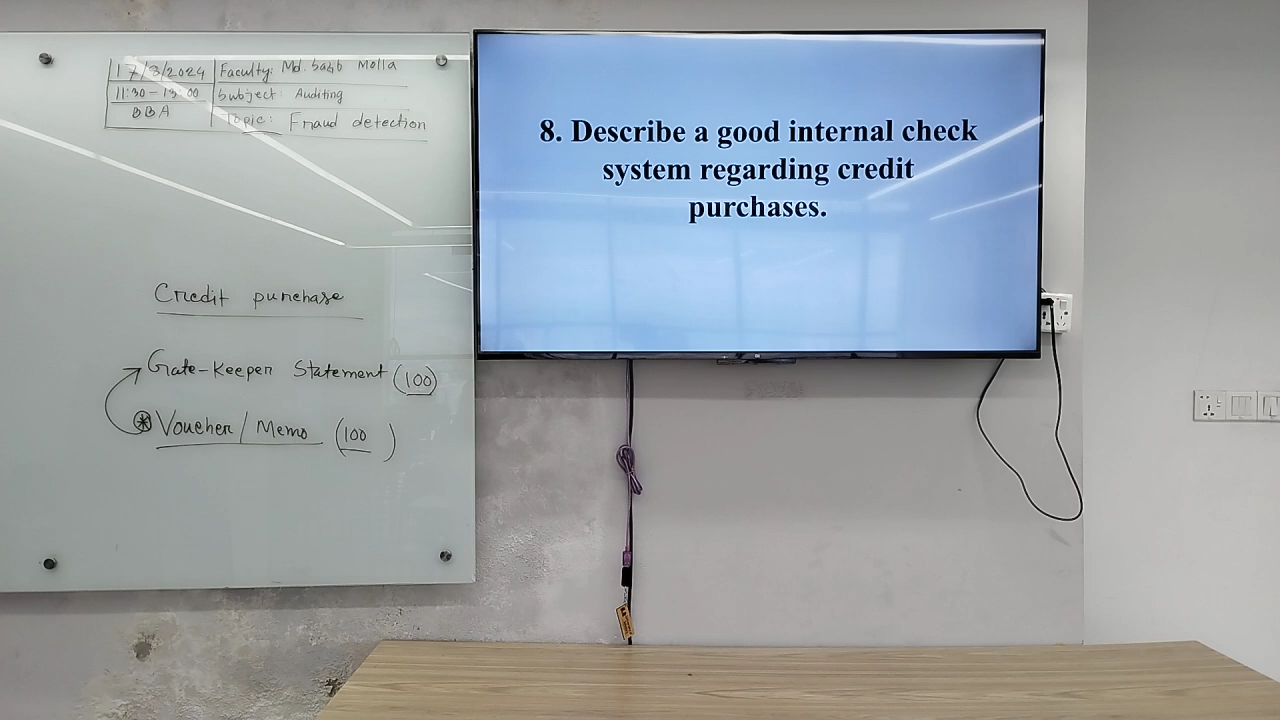 17/3/2024 Faculty: Md. Sazib Molla
11:30 - 13:00 Subject: Auditing
BBA Topic: Fraud detection
Credit purchase
Gate-Keeper Statement (100)
Voucher / Memo (100)
8. Describe a good internal check
system regarding credit
purchases.